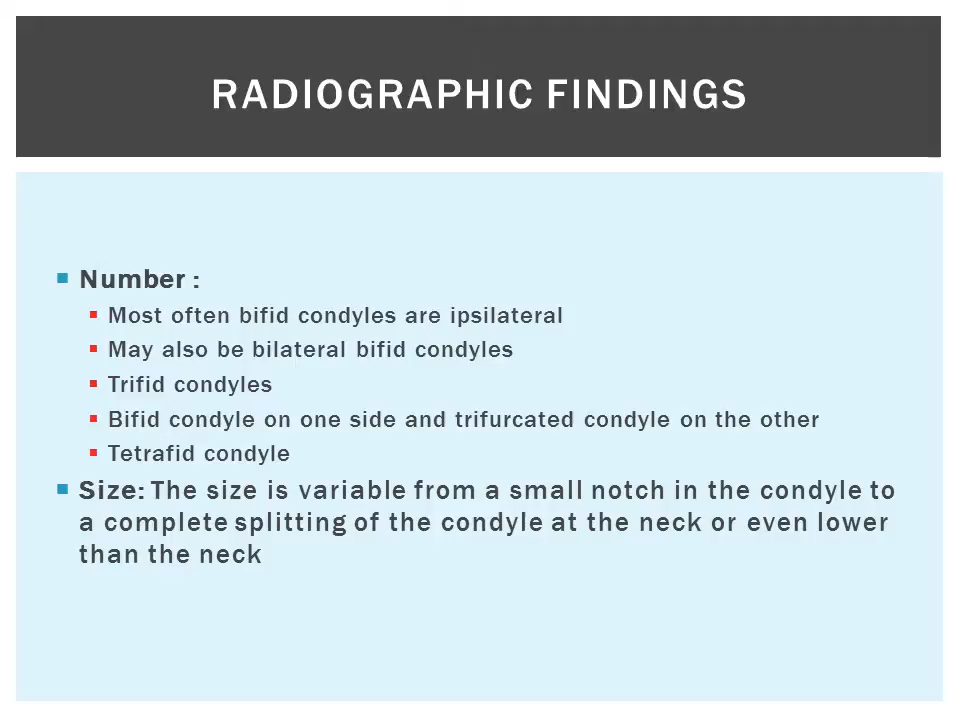 RADIOGRAPHIC FINDINGS
Number :
Most often bifid condyles are ipsilateral
May also be bilateral bifid condyles
Trifid condyles
Bifid condyle on one side and trifurcated condyle on the other
Tetrafid condyle
Size: The size is variable from a small notch in the condyle to
a complete splitting of the condyle at the neck or even lower
than the neck